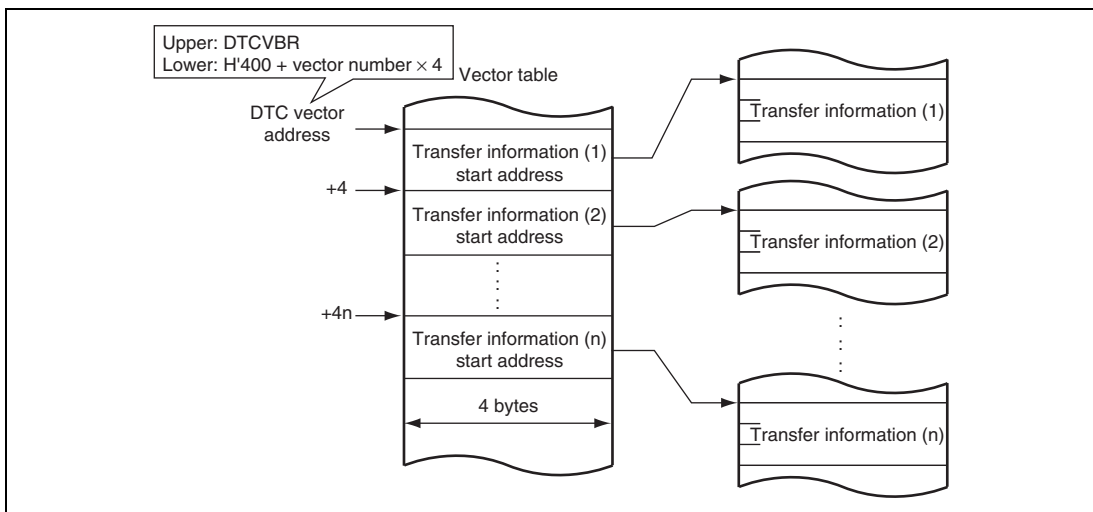 Upper: DTCVBR
Lower: H'400 + vector number × 4
Vector table
DTC vector
address
Transfer information (1)
start address
+4
Transfer information (2)
start address
+4n
Transfer information (n)
start address
4 bytes
Transfer information (1)
Transfer information (2)
Transfer information (n)